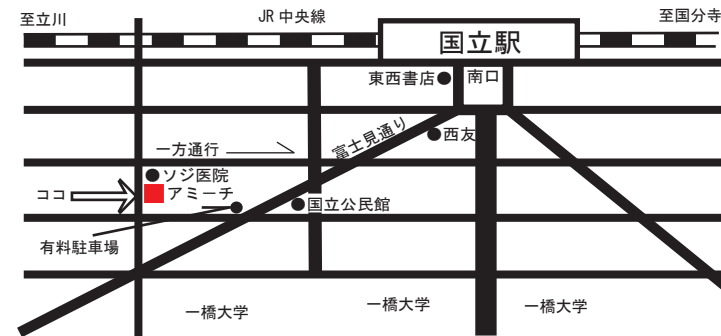 至立川
JR 中央線
至国分寺
国立駅
東西書店
南口
富士見通り
西友
一方通行
ソジ医院
ココ
アミーチ
国立公民館
有料駐車場
一橋大学
一橋大学
一橋大学